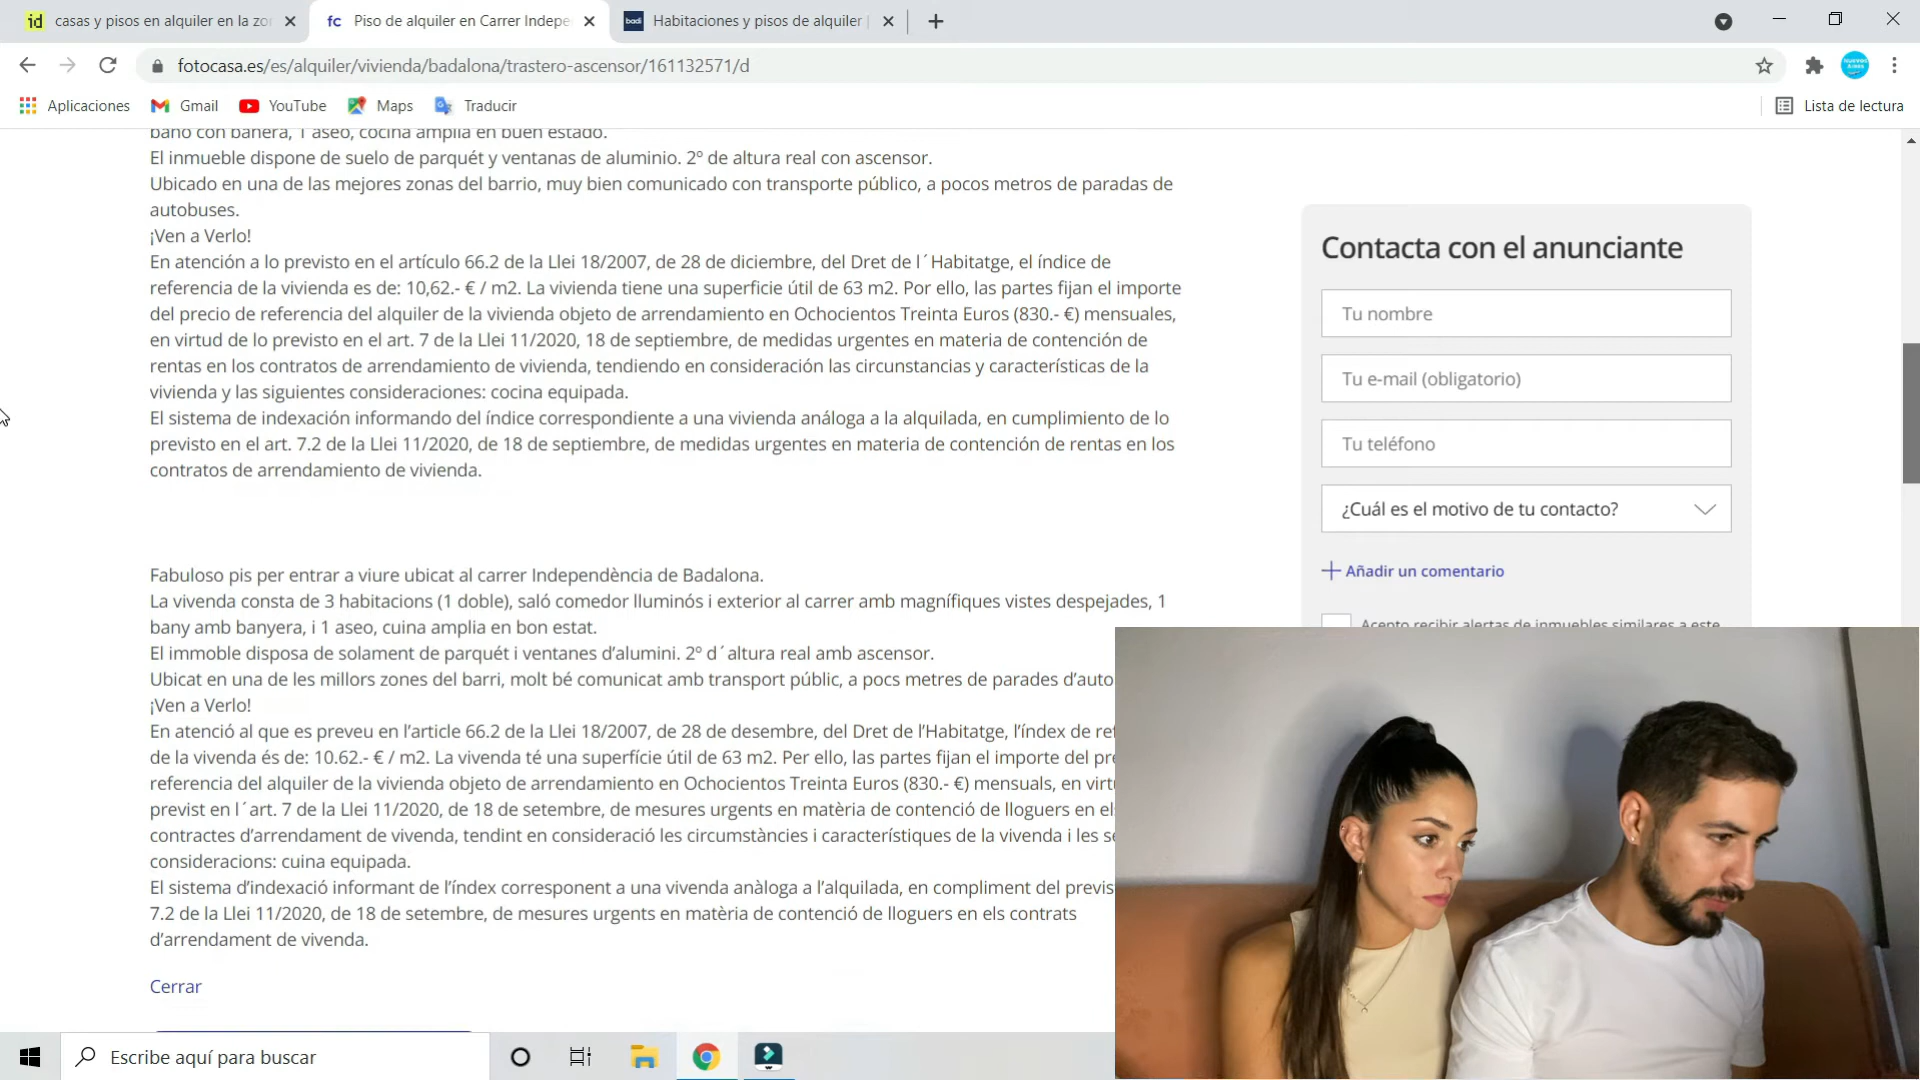 id casas y pisos en alquiler en la zo
fc Piso de alquiler en Carrer Indepe
badi Habitaciones y pisos de alquiler
fotocasa.es/es/alquiler/vivienda/badalona/trastero-ascensor/161132571/d
Aplicaciones Gmail YouTube Maps Traducir Lista de lectura
baño con bañera, 1 aseo, cocina amplia en buen estado.
El inmueble dispone de suelo de parquét y ventanas de aluminio. 2º de altura real con ascensor.
Ubicado en una de las mejores zonas del barrio, muy bien comunicado con transporte público, a pocos metros de paradas de
autobuses.
¡Ven a Verlo!
En atención a lo previsto en el artículo 66.2 de la Llei 18/2007, de 28 de diciembre, del Dret de l´Habitatge, el índice de
referencia de la vivienda es de: 10,62.- € / m2. La vivienda tiene una superficie útil de 63 m2. Por ello, las partes fijan el importe
del precio de referencia del alquiler de la vivienda objeto de arrendamiento en Ochocientos Treinta Euros (830.- €) mensuales,
en virtud de lo previsto en el art. 7 de la Llei 11/2020, 18 de septiembre, de medidas urgentes en materia de contención de
rentas en los contratos de arrendamiento de vivienda, tendiendo en consideración las circunstancias y características de la
vivienda y las siguientes consideraciones: cocina equipada.
El sistema de indexación informando del índice correspondiente a una vivienda análoga a la alquilada, en cumplimiento de lo
previsto en el art. 7.2 de la Llei 11/2020, de 18 de septiembre, de medidas urgentes en materia de contención de rentas en los
contratos de arrendamiento de vivienda.
Fabuloso pis per entrar a viure ubicat al carrer Independència de Badalona.
La vivenda consta de 3 habitacions (1 doble), saló comedor lluminós i exterior al carrer amb magnífiques vistes despejades, 1
bany amb banyera, i 1 aseo, cuina amplia en bon estat.
El immoble disposa de solament de parquét i ventanes d’alumini. 2º d´altura real amb ascensor.
Ubicat en una de les millors zones del barri, molt bé comunicat amb transport públic, a pocs metres de parades d’auto
¡Ven a Verlo!
En atenció al que es preveu en l’article 66.2 de la Llei 18/2007, de 28 de desembre, del Dret de l’Habitatge, l’índex de ref
de la vivenda és de: 10.62.- € / m2. La vivenda té una superfície útil de 63 m2. Per ello, las partes fijan el importe del pre
referencia del alquiler de la vivienda objeto de arrendamiento en Ochocientos Treinta Euros (830.- €) mensuals, en virt
previst en l´art. 7 de la Llei 11/2020, de 18 de setembre, de mesures urgents en matèria de contenció de lloguers en el
contractes d’arrendament de vivenda, tendint en consideració les circumstàncies i característiques de la vivenda i les se
consideracions: cuina equipada.
El sistema d’indexació informant de l’índex corresponent a una vivenda anàloga a l’alquilada, en compliment del previs
7.2 de la Llei 11/2020, de 18 de setembre, de mesures urgents en matèria de contenció de lloguers en els contrats
d’arrendament de vivenda.
Cerrar
Contacta con el anunciante
Tu nombre
Tu e-mail (obligatorio)
Tu teléfono
¿Cuál es el motivo de tu contacto?
Añadir un comentario
Acepto recibir alertas de inmuebles similares a este
Escribe aquí para buscar